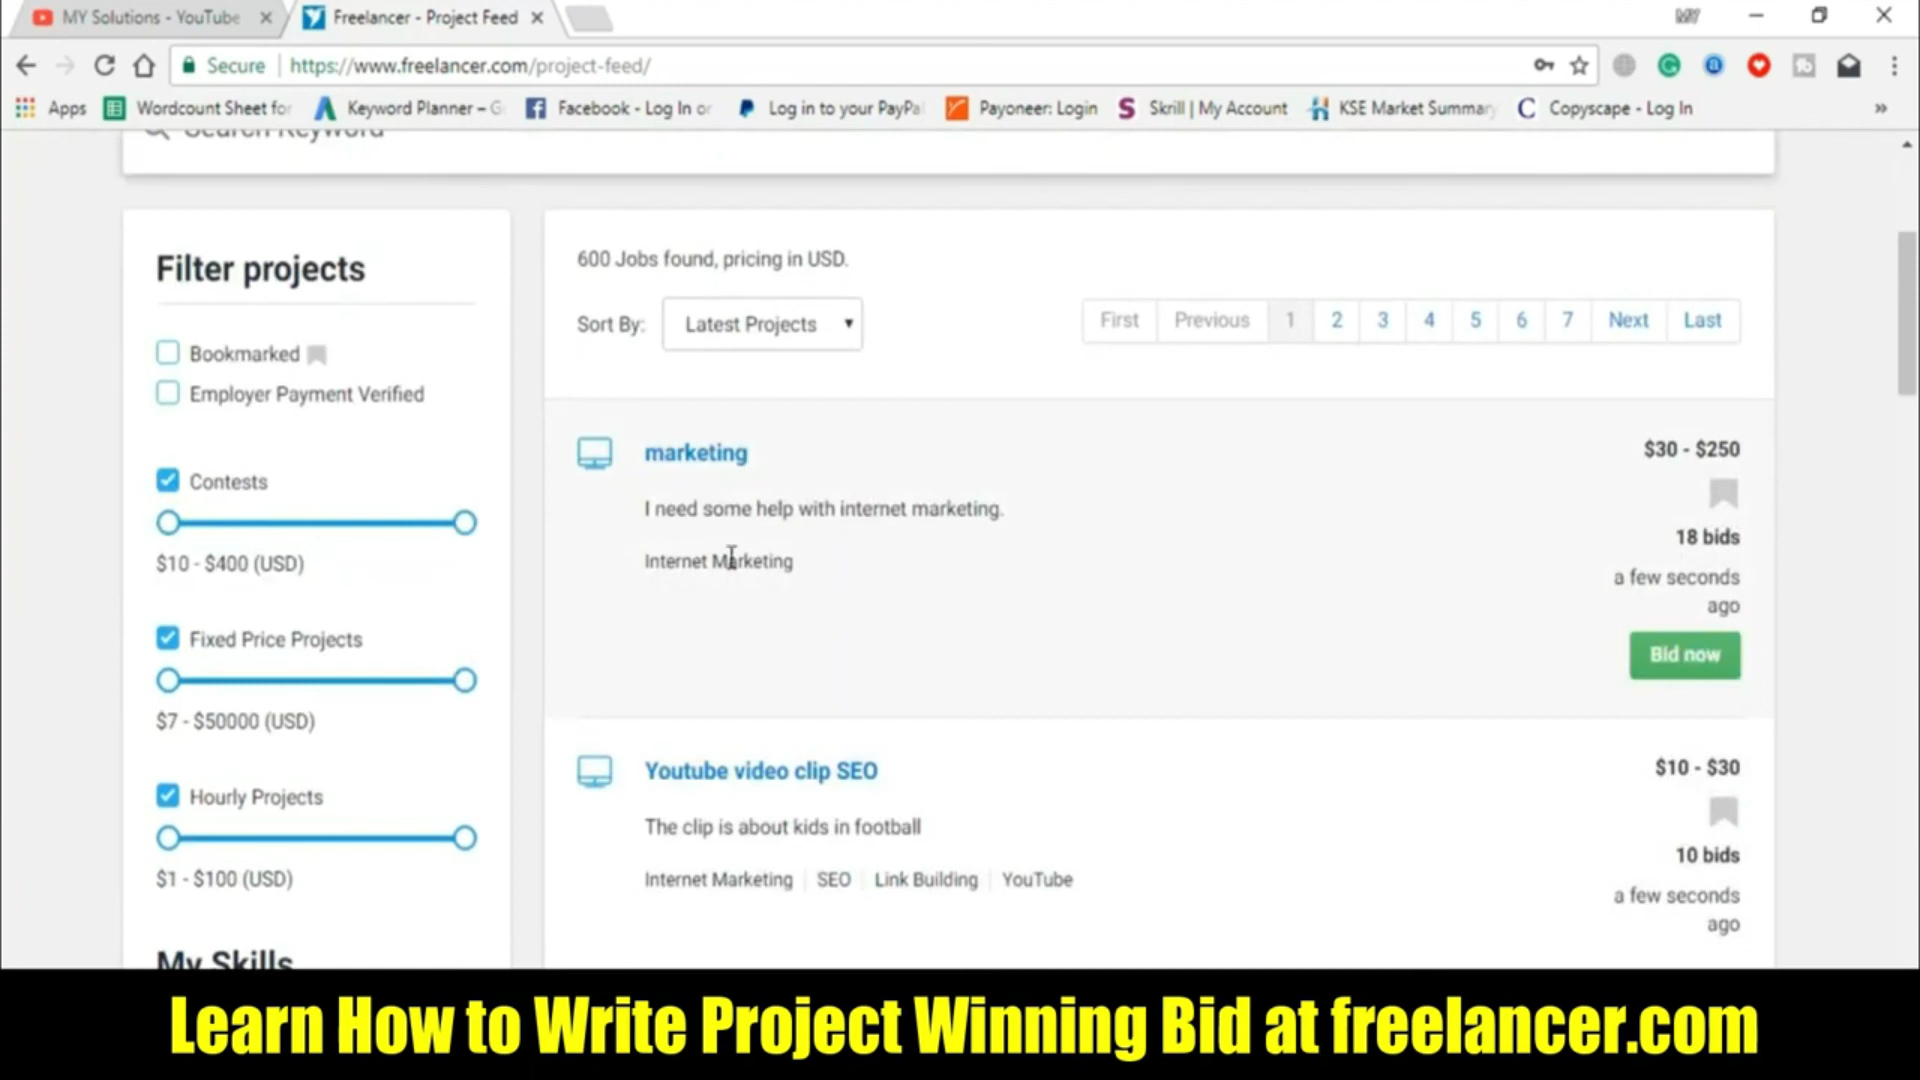 MY Solutions - YouTube
Freelancer - Project Feed
MY
Secure
https://www.freelancer.com/project-feed/
Apps
Wordcount Sheet for
Keyword Planner – G
Facebook - Log In or
Log in to your PayPa
Payoneer: Login
Skrill | My Account
KSE Market Summary
Copyscape - Log In
»
Search Keyword
Filter projects
Bookmarked
Employer Payment Verified
Contests
$10 - $400 (USD)
Fixed Price Projects
$7 - $50000 (USD)
Hourly Projects
$1 - $100 (USD)
My Skills
600 Jobs found, pricing in USD.
Sort By:
Latest Projects
First
Previous
1
2
3
4
5
6
7
Next
Last
marketing
I need some help with internet marketing.
Internet Marketing
$30 - $250
18 bids
a few seconds
ago
Bid now
Youtube video clip SEO
The clip is about kids in football
Internet Marketing
SEO
Link Building
YouTube
$10 - $30
10 bids
a few seconds
ago
Learn How to Write Project Winning Bid at freelancer.com